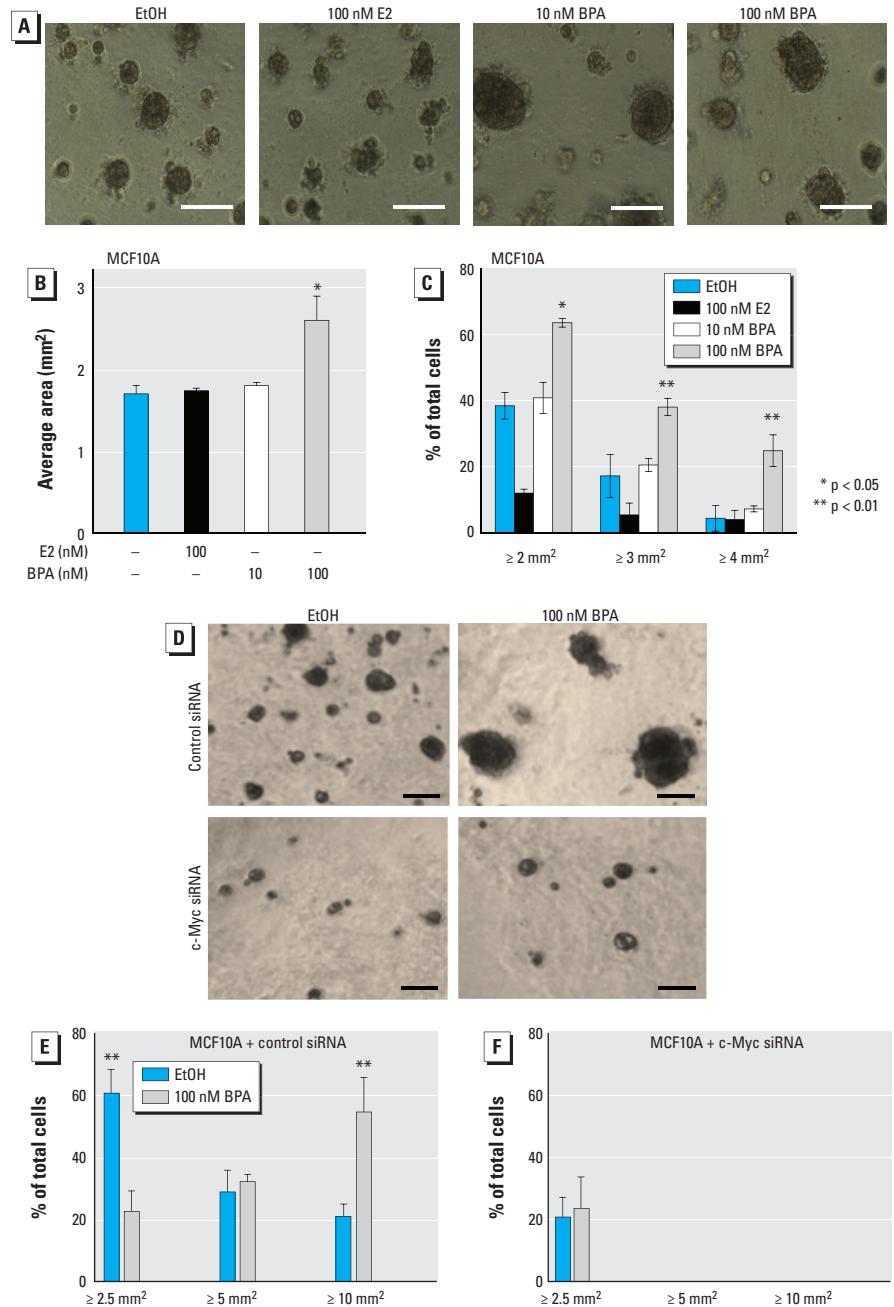 A
EtOH 100 nM E2 10 nM BPA 100 nM BPA
B
MCF10A
Average area (mm²)
3
2
1
0
*
E2 (nM) – 100 – –
BPA (nM) – – 10 100
C
MCF10A
% of total cells
80
60
40
20
0
EtOH
100 nM E2
10 nM BPA
100 nM BPA
*
**
**
≥ 2 mm² ≥ 3 mm² ≥ 4 mm²
* p < 0.05
** p < 0.01
D
EtOH 100 nM BPA
Control siRNA
c-Myc siRNA
E
MCF10A + control siRNA
% of total cells
80
60
40
20
0
**
EtOH
100 nM BPA
**
≥ 2.5 mm² ≥ 5 mm² ≥ 10 mm²
F
MCF10A + c-Myc siRNA
% of total cells
80
60
40
20
0
≥ 2.5 mm² ≥ 5 mm² ≥ 10 mm²